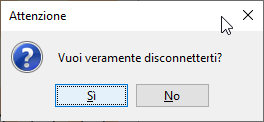 Attenzione
Vuoi veramente disconnetterti?
Sì
No